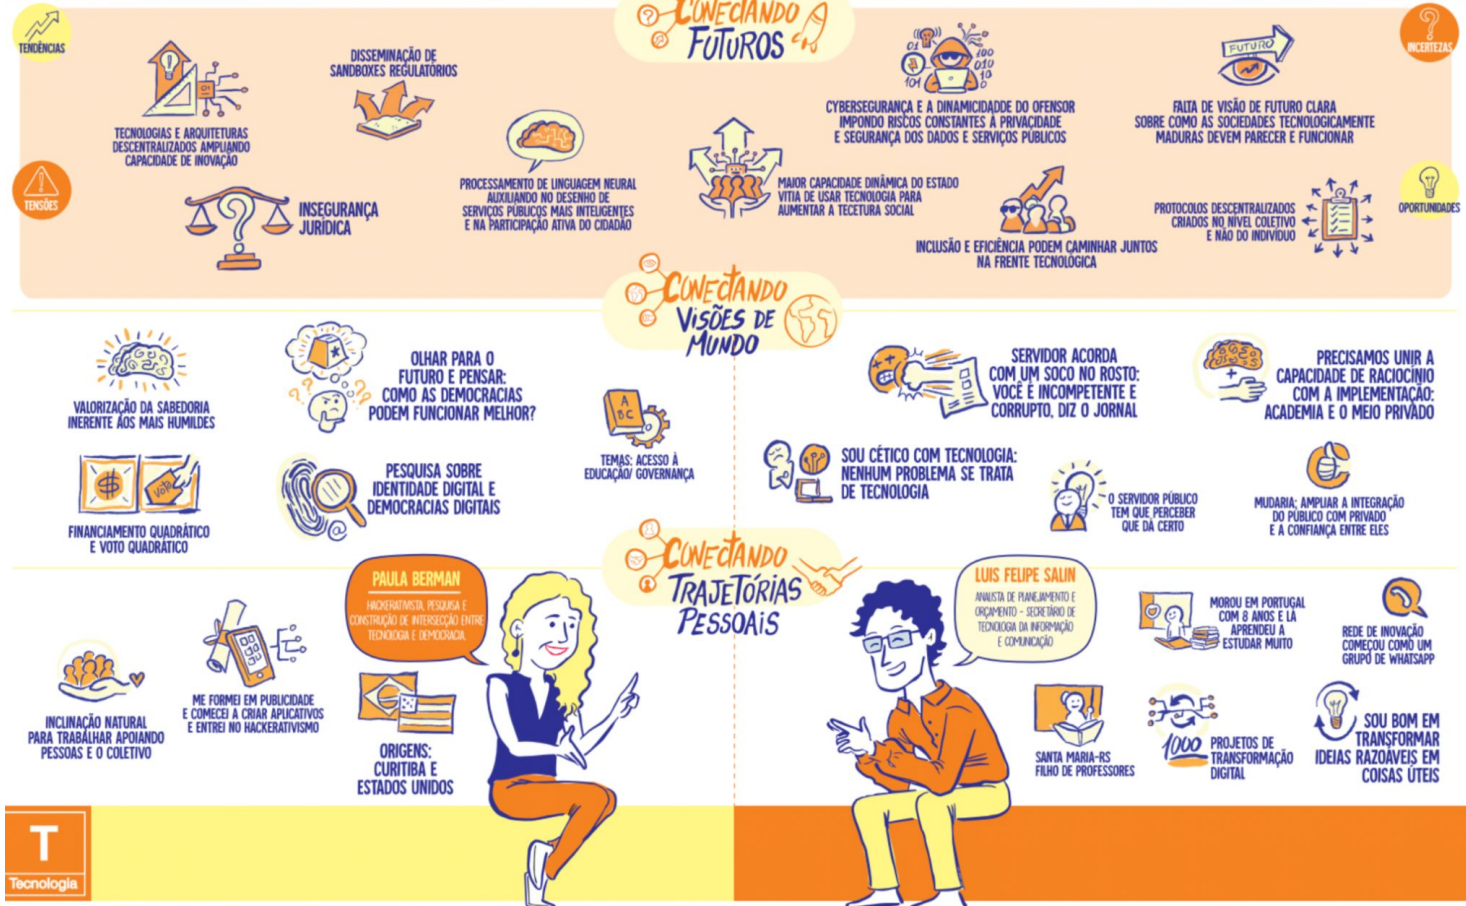 CONECTANDO
FUTUROS
TENDÊNCIAS
INCERTEZAS
TECNOLOGIAS E ARQUITETURAS
DESCENTRALIZADOS AMPLIANDO
CAPACIDADE DE INOVAÇÃO
DISSEMINAÇÃO DE
SANDBOXES REGULATÓRIOS
PROCESSAMENTO DE LINGUAGEM NEURAL
AUXILIANDO NO DESENHO DE
SERVIÇOS PÚBLICOS MAIS INTELIGENTES
E NA PARTICIPAÇÃO ATIVA DO CIDADÃO
01
101
100
010
10
0
CYBERSEGURANÇA E A DINAMICIDADDE DO OFENSOR
IMPONDO RISCOS CONSTANTES À PRIVACIDADE
E SEGURANÇA DOS DADOS E SERVIÇOS PÚBLICOS
FUTURO
FALTA DE VISÃO DE FUTURO CLARA
SOBRE COMO AS SOCIEDADES TECNOLOGICAMENTE
MADURAS DEVEM PARECER E FUNCIONAR
TENSÕES
INSEGURANÇA
JURÍDICA
MAIOR CAPACIDADE DINÂMICA DO ESTADO
VITIA DE USAR TECNOLOGIA PARA
AUMENTAR A TECETURA SOCIAL
INCLUSÃO E EFICIÊNCIA PODEM CAMINHAR JUNTOS
NA FRENTE TECNOLÓGICA
PROTOCOLOS DESCENTRALIZADOS
CRIADOS NO NÍVEL COLETIVO
E NÃO DO INDIVÍDUO
OPORTUNIDADES
CONECTANDO
VISÕES DE
MUNDO
VALORIZAÇÃO DA SABEDORIA
INERENTE AOS MAIS HUMILDES
OLHAR PARA O
FUTURO E PENSAR:
COMO AS DEMOCRACIAS
PODEM FUNCIONAR MELHOR?
A
BC
TEMAS: ACESSO À
EDUCAÇÃO/ GOVERNANÇA
$
VOTO
FINANCIAMENTO QUADRÁTICO
E VOTO QUADRÁTICO
@
PESQUISA SOBRE
IDENTIDADE DIGITAL E
DEMOCRACIAS DIGITAIS
SERVIDOR ACORDA
COM UM SOCO NO ROSTO:
VOCÊ É INCOMPETENTE E
CORRUPTO, DIZ O JORNAL
PRECISAMOS UNIR A
CAPACIDADE DE RACIOCÍNIO
COM A IMPLEMENTAÇÃO:
ACADEMIA E O MEIO PRIVADO
SOU CÉTICO COM TECNOLOGIA:
NENHUM PROBLEMA SE TRATA
DE TECNOLOGIA
O SERVIDOR PÚBLICO
TEM QUE PERCEBER
QUE DÁ CERTO
MUDARIA; AMPLIAR A INTEGRAÇÃO
DO PÚBLICO COM PRIVADO
E A CONFIANÇA ENTRE ELES
CONECTANDO
TRAJETÓRIAS
PESSOAIS
PAULA BERMAN
HACKERATIVISTA, PESQUISA E
CONSTRUÇÃO DE INTERSECÇÃO ENTRE
TECNOLOGIA E DEMOCRACIA.
INCLINAÇÃO NATURAL
PARA TRABALHAR APOIANDO
PESSOAS E O COLETIVO
ME FORMEI EM PUBLICIDADE
E COMECEI A CRIAR APLICATIVOS
E ENTREI NO HACKERATIVISMO
ORIGENS:
CURITIBA E
ESTADOS UNIDOS
LUIS FELIPE SALIN
ANALISTA DE PLANEJAMENTO E
ORÇAMENTO – SECRETÁRIO DE
TECNOLOGIA DA INFORMAÇÃO
E COMUNICAÇÃO
MOROU EM PORTUGAL
COM 8 ANOS E LÁ
APRENDEU A
ESTUDAR MUITO
REDE DE INOVAÇÃO
COMEÇOU COMO UM
GRUPO DE WHATSAPP
SANTA MARIA-RS
FILHO DE PROFESSORES
1000 PROJETOS DE
TRANSFORMAÇÃO
DIGITAL
SOU BOM EM
TRANSFORMAR
IDEIAS RAZOÁVEIS EM
COISAS ÚTEIS
T
Tecnologia